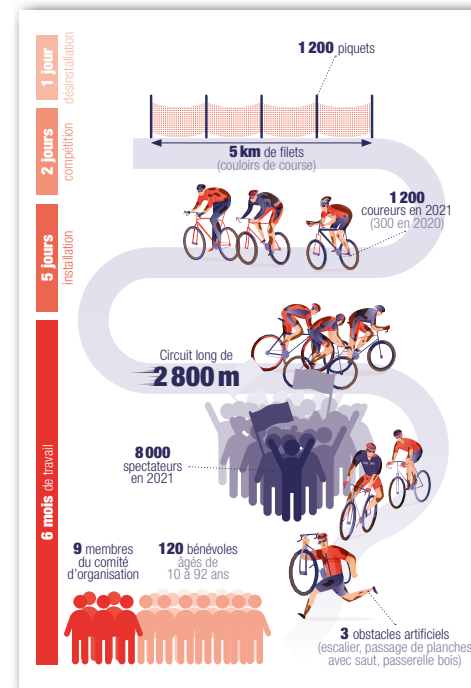 1 jour
désinstallation
2 jours
compétition
5 jours
installation
6 mois de travail
1 200 piquets
5 km de filets
(couloirs de course)
1 200
coureurs en 2021
(300 en 2020)
Circuit long de
2 800 m
8 000
spectateurs
en 2021
9 membres
du comité
d'organisation
120 bénévoles
âgés de
10 à 92 ans
3 obstacles artificiels
(escalier, passage de planches
avec saut, passerelle bois)